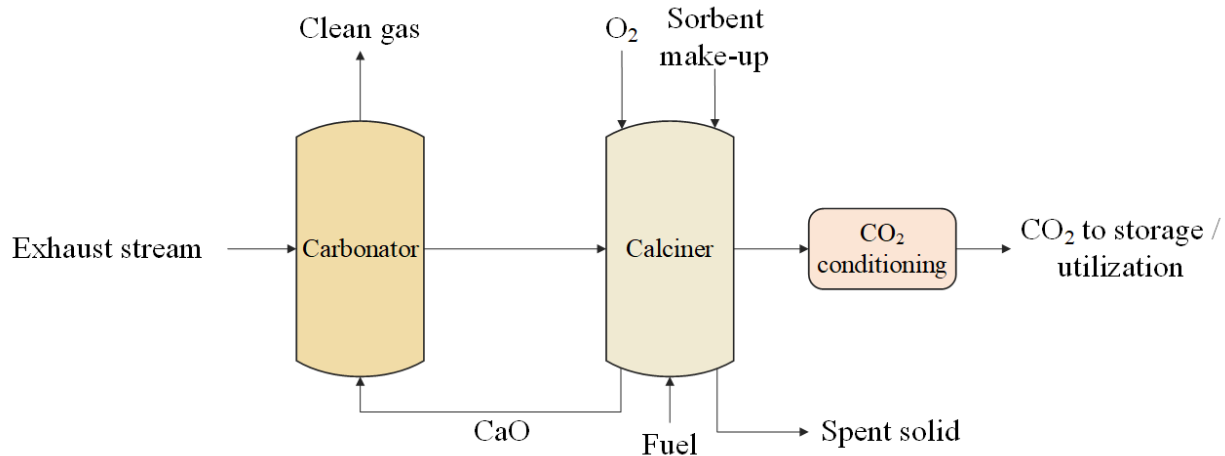 Clean gas
O₂
Sorbent
make-up
Exhaust stream
Carbonator
Calciner
CO₂
conditioning
CO₂ to storage /
utilization
CaO
Fuel
Spent solid